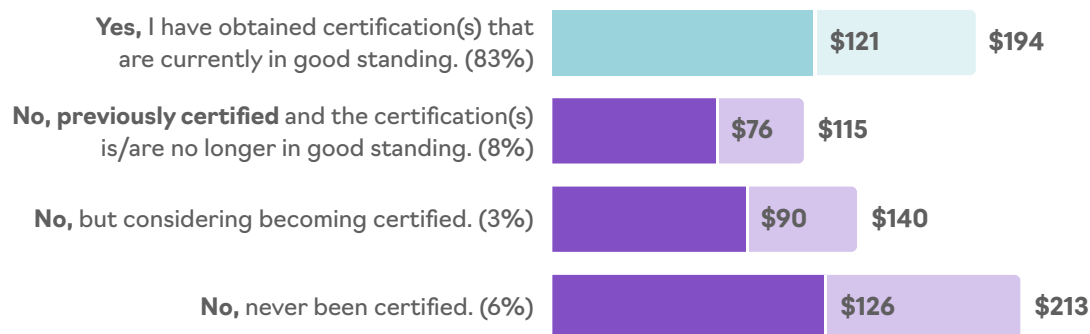 Yes, I have obtained certification(s) that
are currently in good standing. (83%)
$121
$194
No, previously certified and the certification(s)
is/are no longer in good standing. (8%)
$76
$115
No, but considering becoming certified. (3%)
$90
$140
No, never been certified. (6%)
$126
$213